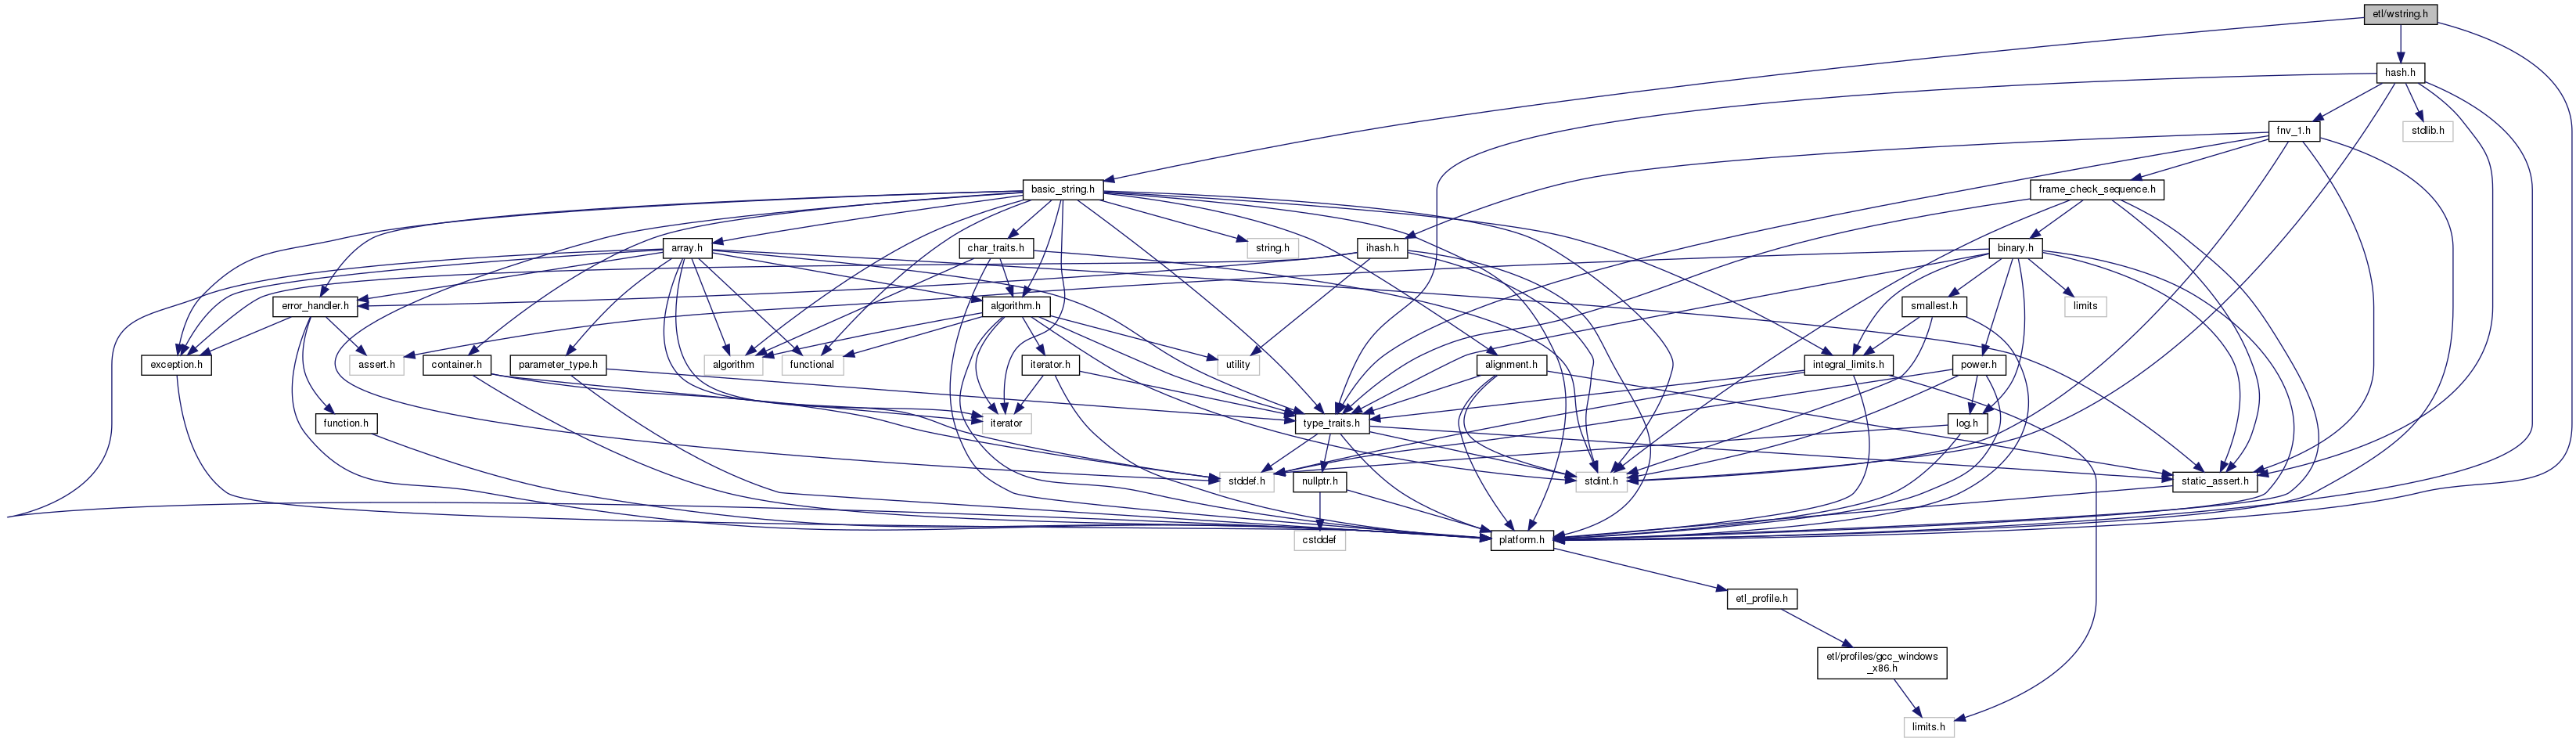 etl/wstring.h
hash.h
fnv_1.h
stdlib.h
basic_string.h
frame_check_sequence.h
array.h
char_traits.h
string.h
ihash.h
binary.h
error_handler.h
algorithm.h
smallest.h
limits
exception.h
assert.h
container.h
parameter_type.h
algorithm
functional
iterator.h
utility
alignment.h
integral_limits.h
power.h
function.h
iterator
type_traits.h
log.h
stddef.h
nullptr.h
stdint.h
static_assert.h
cstddef
platform.h
etl_profile.h
etl/profiles/gcc_windows
_x86.h
limits.h